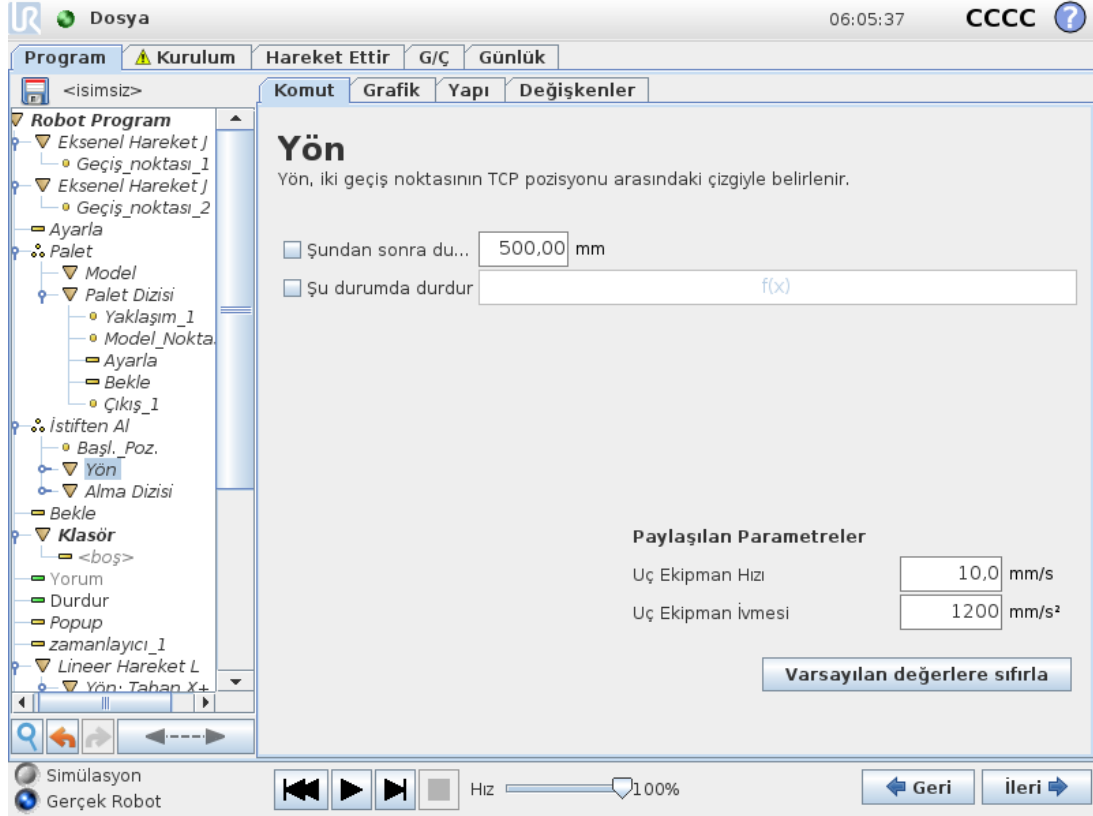 UR Dosya 06:05:37 CCCC ?
Program Kurulum Hareket Ettir G/Ç Günlük
<isimsiz>
Komut Grafik Yapı Değişkenler
Robot Program
Eksenel Hareket J
Geçiş_noktası_1
Eksenel Hareket J
Geçiş_noktası_2
Ayarla
Palet
Model
Palet Dizisi
Yaklaşım_1
Model_Nokta
Ayarla
Bekle
Çıkış_1
İstiften Al
Başl._Poz.
Yön
Alma Dizisi
Bekle
Klasör
<boş>
Yorum
Durdur
Popup
zamanlayıcı_1
Lineer Hareket L
Yön: Taban X+
Yön
Yön, iki geçiş noktasının TCP pozisyonu arasındaki çizgiyle belirlenir.
Şundan sonra du... 500,00 mm
Şu durumda durdur f(x)
Paylaşılan Parametreler
Uç Ekipman Hızı 10,0 mm/s
Uç Ekipman İvmesi 1200 mm/s²
Varsayılan değerlere sıfırla
Simülasyon
Gerçek Robot
Hız 100%
Geri İleri